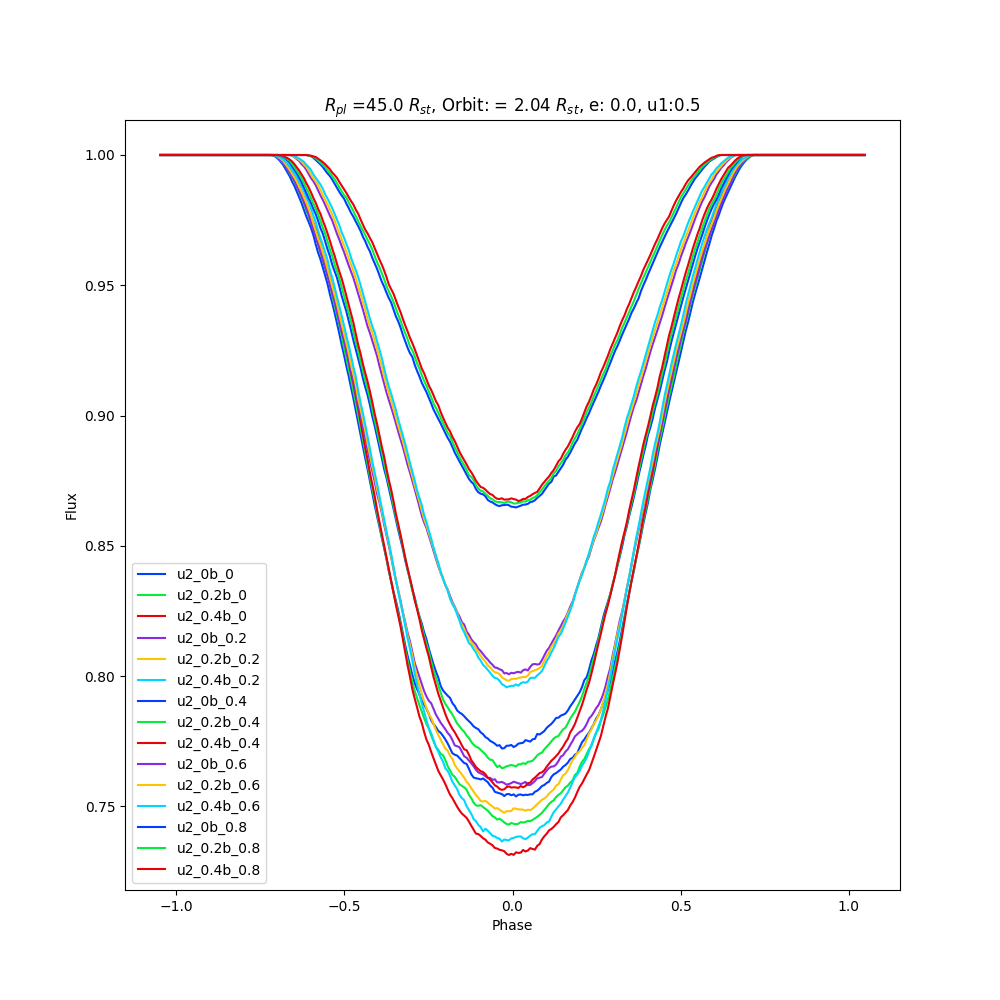 R_pl =45.0 R_st, Orbit: = 2.04 R_st, e: 0.0, u1:0.5
1.00
0.95
0.90
0.85
0.80
0.75
Flux
u2_0b_0
u2_0.2b_0
u2_0.4b_0
u2_0b_0.2
u2_0.2b_0.2
u2_0.4b_0.2
u2_0b_0.4
u2_0.2b_0.4
u2_0.4b_0.4
u2_0b_0.6
u2_0.2b_0.6
u2_0.4b_0.6
u2_0b_0.8
u2_0.2b_0.8
u2_0.4b_0.8
−1.0 −0.5 0.0 0.5 1.0
Phase